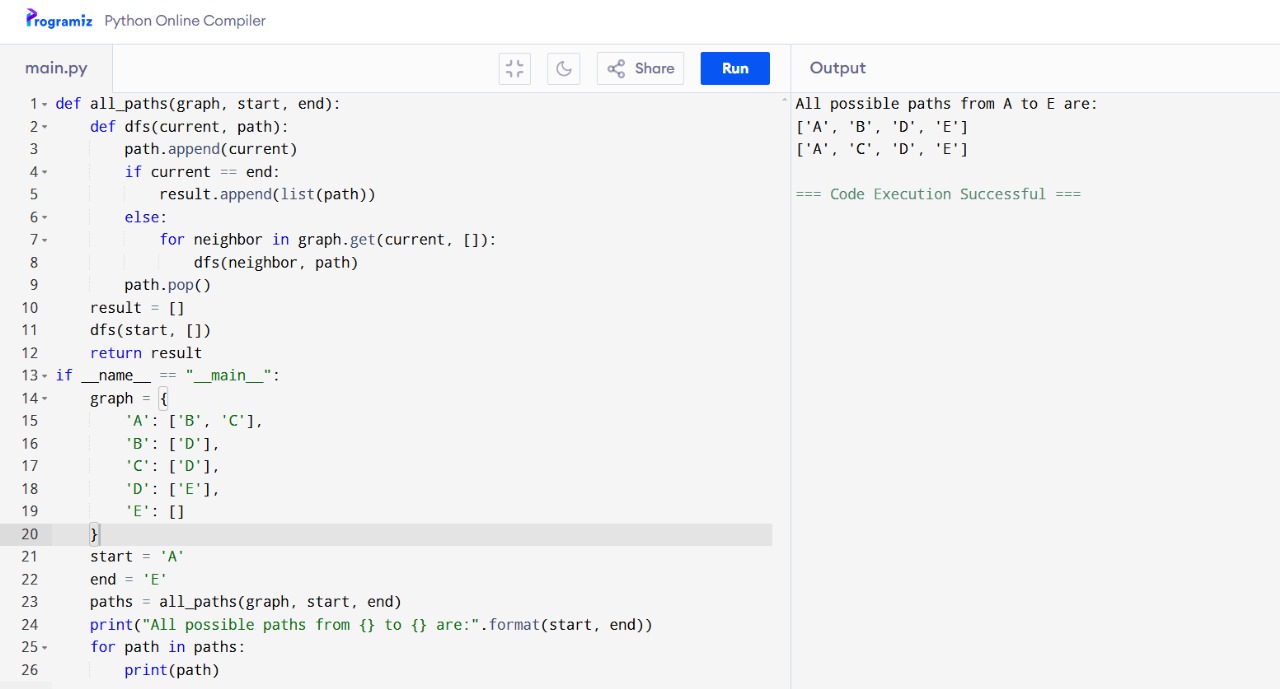 Programiz Python Online Compiler
main.py Share Run Output
1 def all_paths(graph, start, end):
2     def dfs(current, path):
3         path.append(current)
4         if current == end:
5             result.append(list(path))
6         else:
7             for neighbor in graph.get(current, []):
8                 dfs(neighbor, path)
9         path.pop()
10     result = []
11     dfs(start, [])
12     return result
13 if __name__ == "__main__":
14     graph = {
15         'A': ['B', 'C'],
16         'B': ['D'],
17         'C': ['D'],
18         'D': ['E'],
19         'E': []
20     }
21     start = 'A'
22     end = 'E'
23     paths = all_paths(graph, start, end)
24     print("All possible paths from {} to {} are:".format(start, end))
25     for path in paths:
26         print(path)
All possible paths from A to E are:
['A', 'B', 'D', 'E']
['A', 'C', 'D', 'E']
=== Code Execution Successful ===